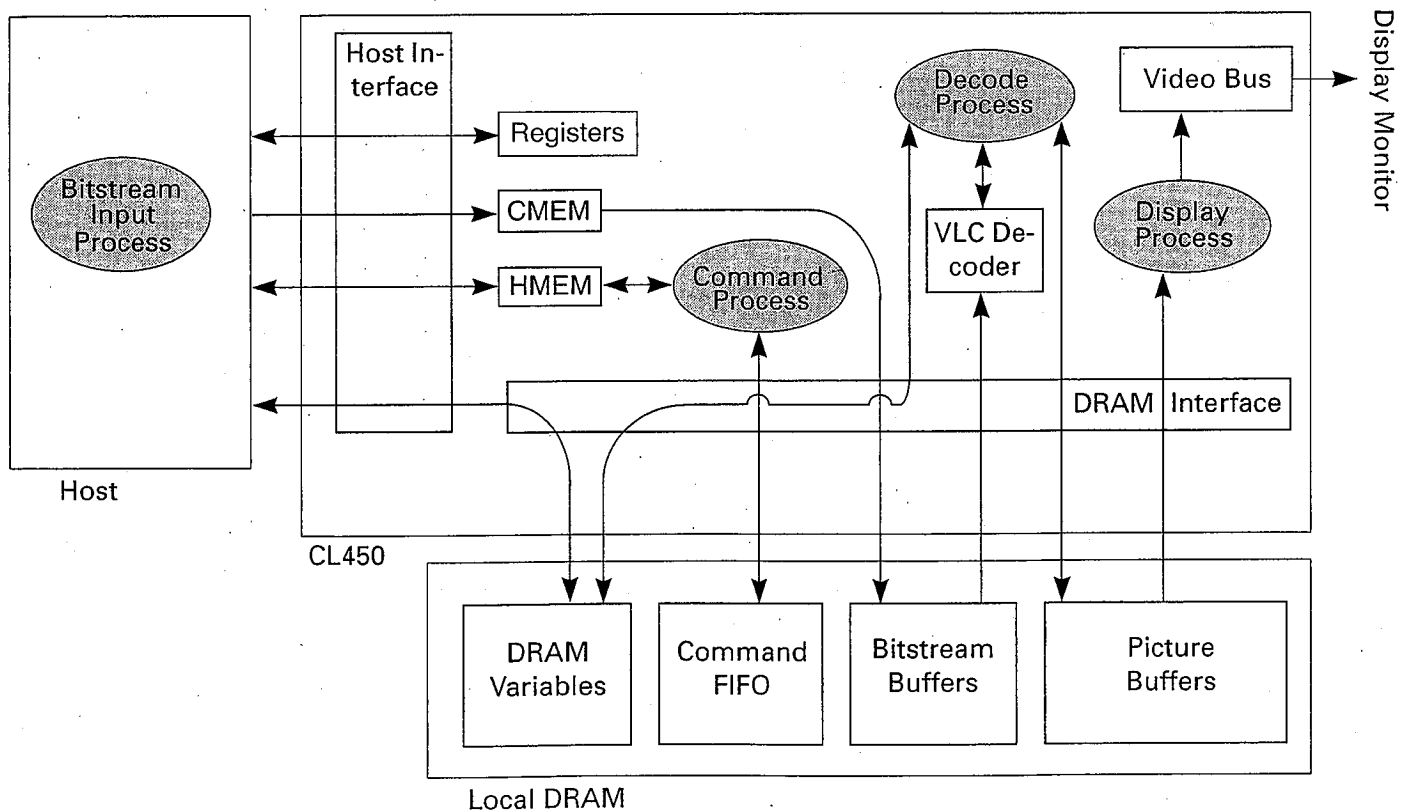 Host In-
terface
Decode
Process
Video Bus
Display Monitor
Registers
Bitstream
Input
Process
CMEM
VLC De-
coder
Display
Process
HMEM
Command
Process
DRAM Interface
Host
CL450
DRAM
Variables
Command
FIFO
Bitstream
Buffers
Picture
Buffers
Local DRAM